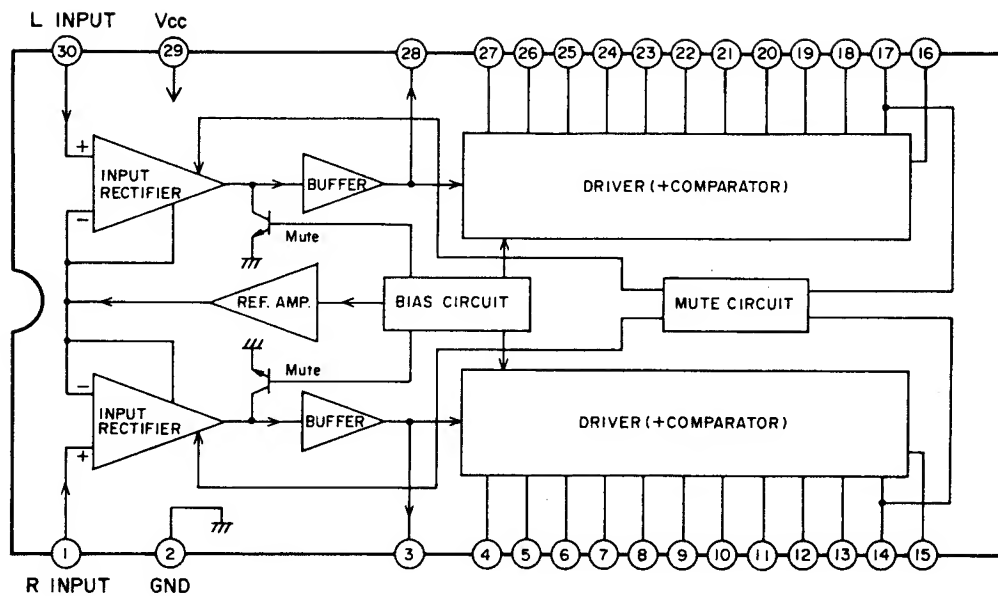 L INPUT Vcc
30 29 28 27 26 25 24 23 22 21 20 19 18 17 16
+
INPUT RECTIFIER
BUFFER
DRIVER (+COMPARATOR)
−
Mute
REF. AMP.
BIAS CIRCUIT
MUTE CIRCUIT
Mute
−
INPUT RECTIFIER
BUFFER
DRIVER (+COMPARATOR)
+
1 2 3 4 5 6 7 8 9 10 11 12 13 14 15
R INPUT GND